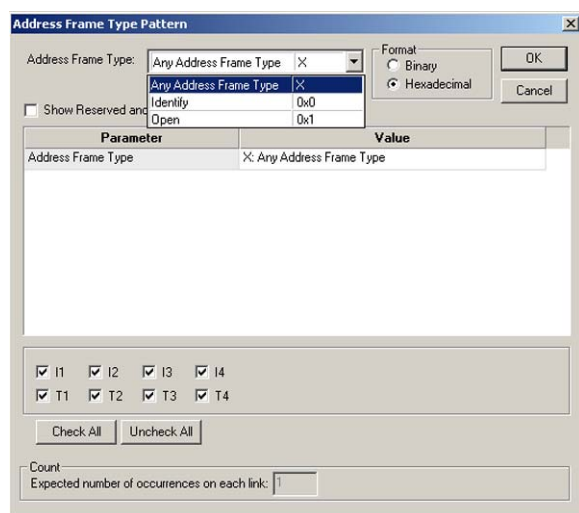 Address Frame Type Pattern
Address Frame Type: Any Address Frame Type X
Any Address Frame Type X
Identify 0x0
Open 0x1
Format
Binary
Hexadecimal
OK
Cancel
Show Reserved and
Parameter Value
Address Frame Type X: Any Address Frame Type
I1 I2 I3 I4
T1 T2 T3 T4
Check All Uncheck All
Count
Expected number of occurrences on each link: 1